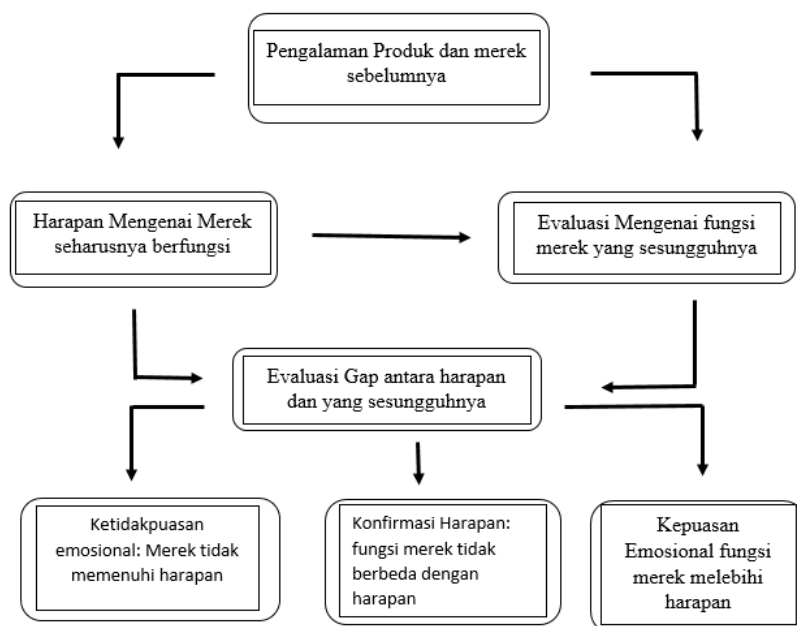 Pengalaman Produk dan merek
sebelumnya
Harapan Mengenai Merek
seharusnya berfungsi
Evaluasi Mengenai fungsi
merek yang sesungguhnya
Evaluasi Gap antara harapan
dan yang sesungguhnya
Ketidakpuasan
emosional: Merek tidak
memenuhi harapan
Konfirmasi Harapan:
fungsi merek tidak
berbeda dengan
harapan
Kepuasan
Emosional fungsi
merek melebihi
harapan